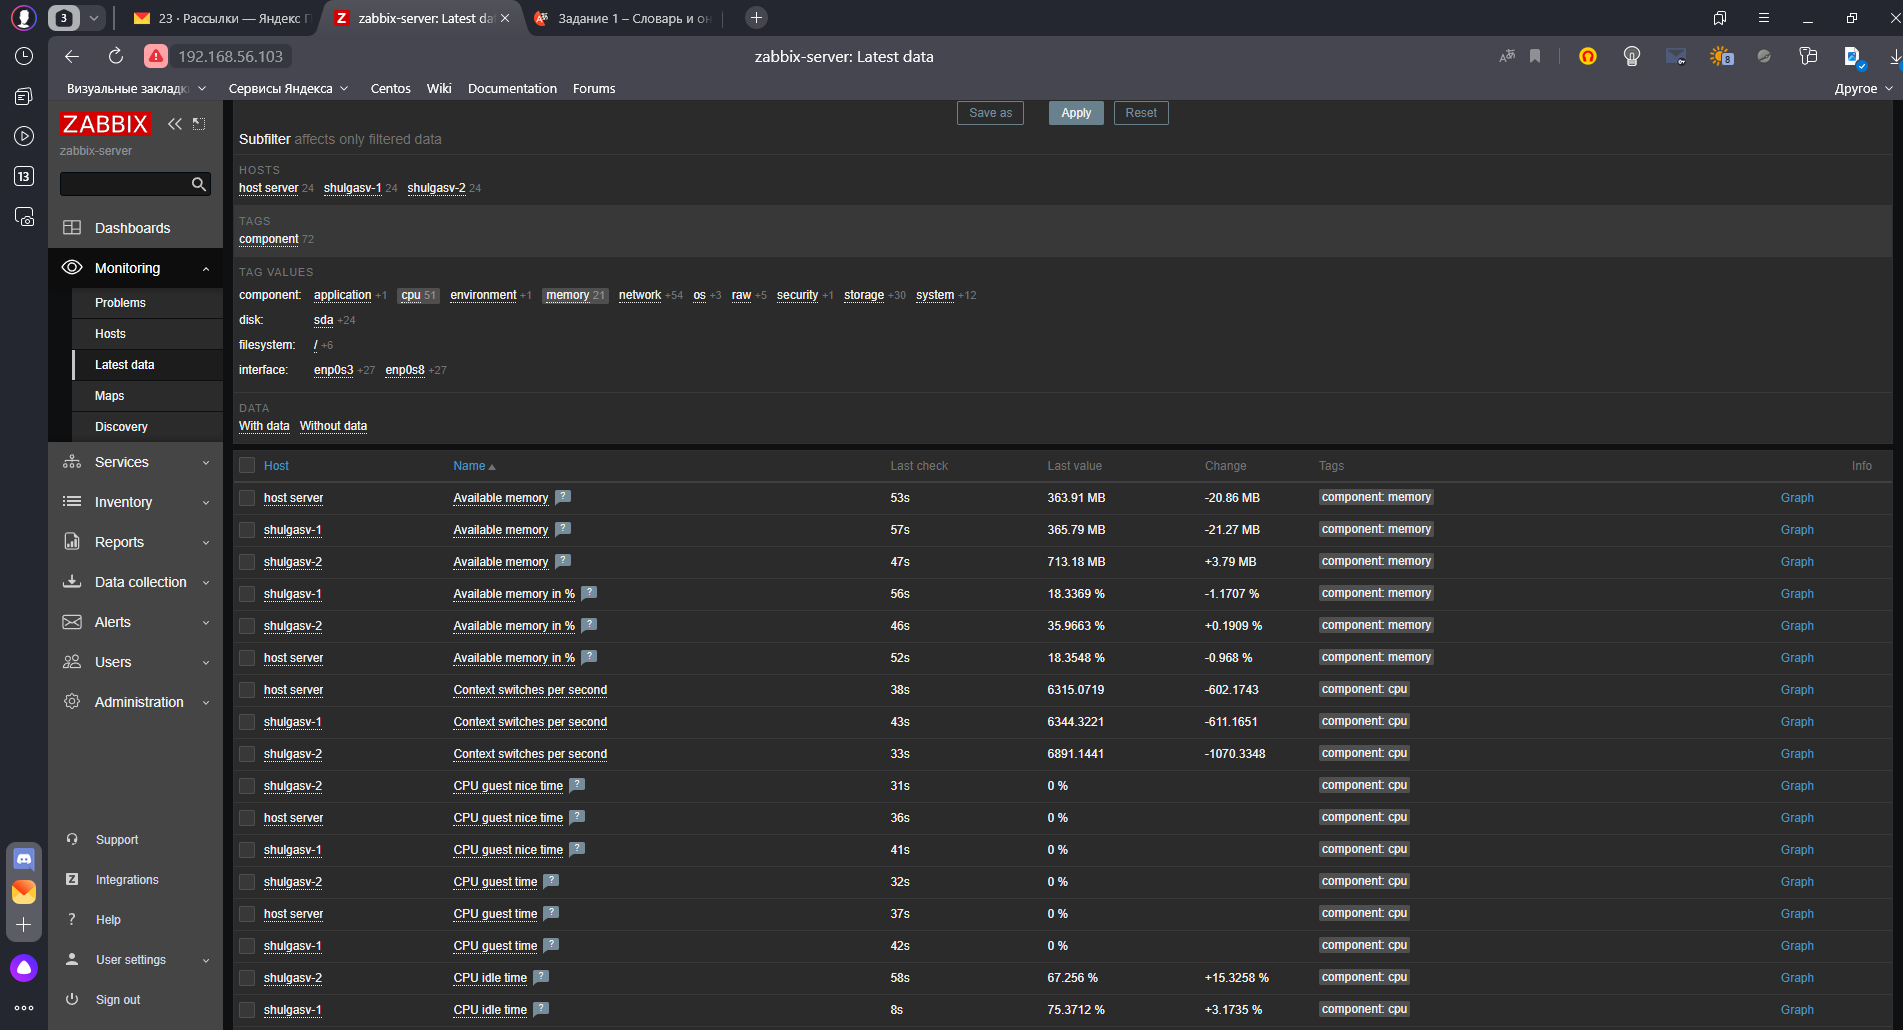 3
23 · Рассылки — Яндекс П
zabbix-server: Latest dat
Задание 1 – Словарь и он
192.168.56.103
zabbix-server: Latest data
8
Визуальные закладки
Сервисы Яндекса
Centos
Wiki
Documentation
Forums
Другое
13
ZABBIX
zabbix-server
Dashboards
Monitoring
Problems
Hosts
Latest data
Maps
Discovery
Services
Inventory
Reports
Data collection
Alerts
Users
Administration
Support
Z Integrations
? Help
User settings
Sign out
Save as Apply Reset
Subfilter affects only filtered data
HOSTS
host server 24 shulgasv-1 24 shulgasv-2 24
TAGS
component 72
TAG VALUES
component: application +1 cpu 51 environment +1 memory 21 network +54 os +3 raw +5 security +1 storage +30 system +12
disk: sda +24
filesystem: / +6
interface: enp0s3 +27 enp0s8 +27
DATA
With data Without data
Host Name Last check Last value Change Tags Info
host server Available memory ? 53s 363.91 MB -20.86 MB component: memory Graph
shulgasv-1 Available memory ? 57s 365.79 MB -21.27 MB component: memory Graph
shulgasv-2 Available memory ? 47s 713.18 MB +3.79 MB component: memory Graph
shulgasv-1 Available memory in % ? 56s 18.3369 % -1.1707 % component: memory Graph
shulgasv-2 Available memory in % ? 46s 35.9663 % +0.1909 % component: memory Graph
host server Available memory in % ? 52s 18.3548 % -0.968 % component: memory Graph
host server Context switches per second 38s 6315.0719 -602.1743 component: cpu Graph
shulgasv-1 Context switches per second 43s 6344.3221 -611.1651 component: cpu Graph
shulgasv-2 Context switches per second 33s 6891.1441 -1070.3348 component: cpu Graph
shulgasv-2 CPU guest nice time ? 31s 0 % component: cpu Graph
host server CPU guest nice time ? 36s 0 % component: cpu Graph
shulgasv-1 CPU guest nice time ? 41s 0 % component: cpu Graph
shulgasv-2 CPU guest time ? 32s 0 % component: cpu Graph
host server CPU guest time ? 37s 0 % component: cpu Graph
shulgasv-1 CPU guest time ? 42s 0 % component: cpu Graph
shulgasv-2 CPU idle time ? 58s 67.256 % +15.3258 % component: cpu Graph
shulgasv-1 CPU idle time ? 8s 75.3712 % +3.1735 % component: cpu Graph